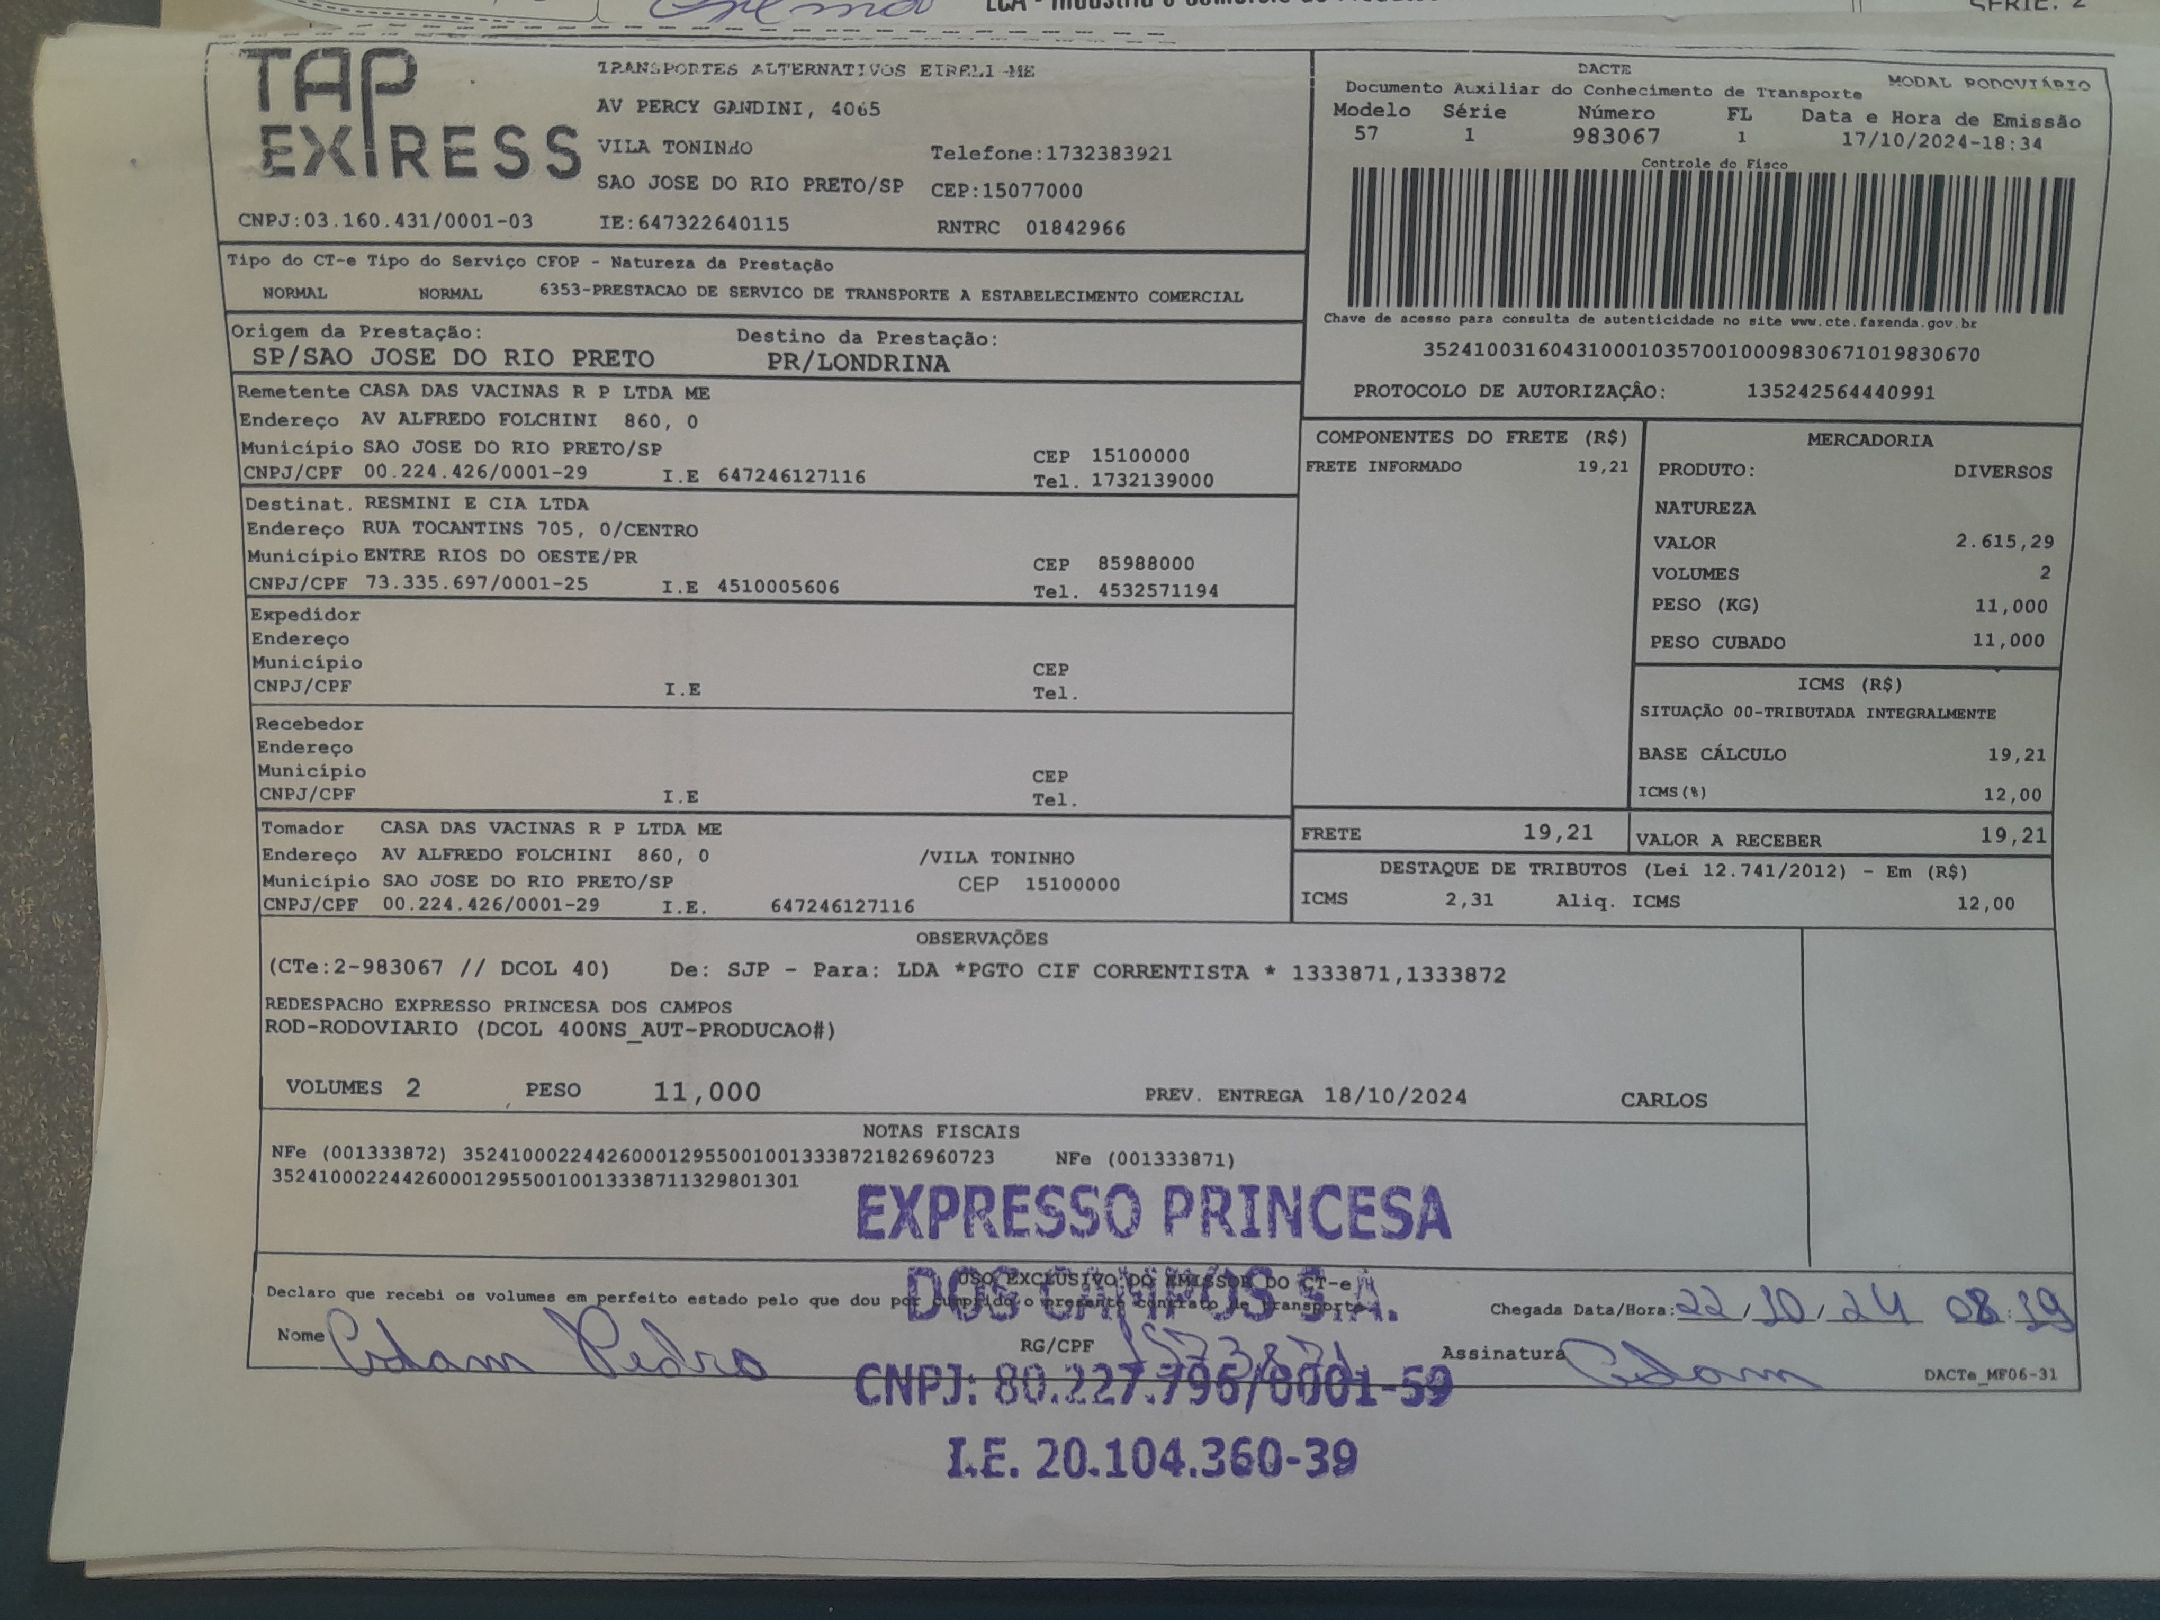 SERIE: 2
TAP
EXPRESS
TRANSPORTES ALTERNATIVOS EIRELI -ME
AV PERCY GANDINI, 4065
VILA TONINHO
Telefone:1732383921
SAO JOSE DO RIO PRETO/SP CEP:15077000
CNPJ:03.160.431/0001-03 IE:647322640115 RNTRC 01842966
DACTE
Documento Auxiliar do Conhecimento de Transporte MODAL RODOVIÁRIO
Modelo Série Número FL Data e Hora de Emissão
57 1 983067 1 17/10/2024-18:34
Controle do Fisco
Chave de acesso para consulta de autenticidade no site www.cte.fazenda.gov.br
35241003160431000103570010009830671019830670
PROTOCOLO DE AUTORIZAÇÂO: 135242564440991
Tipo do CT-e Tipo do Serviço CFOP - Natureza da Prestação
NORMAL NORMAL 6353-PRESTACAO DE SERVICO DE TRANSPORTE A ESTABELECIMENTO COMERCIAL
Origem da Prestação: Destino da Prestação:
SP/SAO JOSE DO RIO PRETO PR/LONDRINA
Remetente CASA DAS VACINAS R P LTDA ME
Endereço AV ALFREDO FOLCHINI 860, 0
Município SAO JOSE DO RIO PRETO/SP CEP 15100000
CNPJ/CPF 00.224.426/0001-29 I.E 647246127116 Tel. 1732139000
Destinat. RESMINI E CIA LTDA
Endereço RUA TOCANTINS 705, 0/CENTRO
Município ENTRE RIOS DO OESTE/PR CEP 85988000
CNPJ/CPF 73.335.697/0001-25 I.E 4510005606 Tel. 4532571194
Expedidor
Endereço
Município CEP
CNPJ/CPF I.E Tel.
Recebedor
Endereço
Município CEP
CNPJ/CPF I.E Tel.
Tomador CASA DAS VACINAS R P LTDA ME
Endereço AV ALFREDO FOLCHINI 860, 0 /VILA TONINHO
Município SAO JOSE DO RIO PRETO/SP CEP 15100000
CNPJ/CPF 00.224.426/0001-29 I.E. 647246127116
COMPONENTES DO FRETE (R$)
FRETE INFORMADO 19,21
MERCADORIA
PRODUTO: DIVERSOS
NATUREZA
VALOR 2.615,29
VOLUMES 2
PESO (KG) 11,000
PESO CUBADO 11,000
ICMS (R$)
SITUAÇÃO 00-TRIBUTADA INTEGRALMENTE
BASE CÁLCULO 19,21
ICMS(%) 12,00
FRETE 19,21 VALOR A RECEBER 19,21
DESTAQUE DE TRIBUTOS (Lei 12.741/2012) - Em (R$)
ICMS 2,31 Aliq. ICMS 12,00
OBSERVAÇÕES
(CTe:2-983067 // DCOL 40) De: SJP - Para: LDA *PGTO CIF CORRENTISTA * 1333871,1333872
REDESPACHO EXPRESSO PRINCESA DOS CAMPOS
ROD-RODOVIARIO (DCOL 400NS_AUT-PRODUCAO#)
VOLUMES 2 PESO 11,000 PREV. ENTREGA 18/10/2024 CARLOS
NOTAS FISCAIS
NFe (001333872) 35241000224426000129550010013338721826960723 NFe (001333871)
35241000224426000129550010013338711329801301
EXPRESSO PRINCESA
DOS CAMPOS S.A.
CNPJ: 80.227.796/0001-59
I.E. 20.104.360-39
USO EXCLUSIVO DO EMISSOR DO CT-e
Declaro que recebi os volumes em perfeito estado pelo que dou por cumprido o presente contrato de transporte. Chegada Data/Hora: 22/10/24 08:19
Nome Adam Pedro RG/CPF Assinatura Adam
DACTe_MF06-31